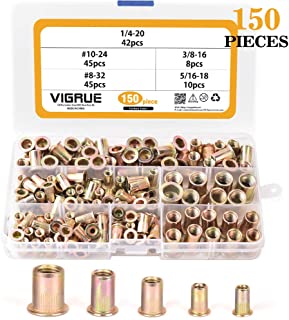 150
PIECES
1/4-20
42pcs
#10-24
45pcs
3/8-16
8pcs
#8-32
45pcs
5/16-18
10pcs
VIGRUE
150 piece